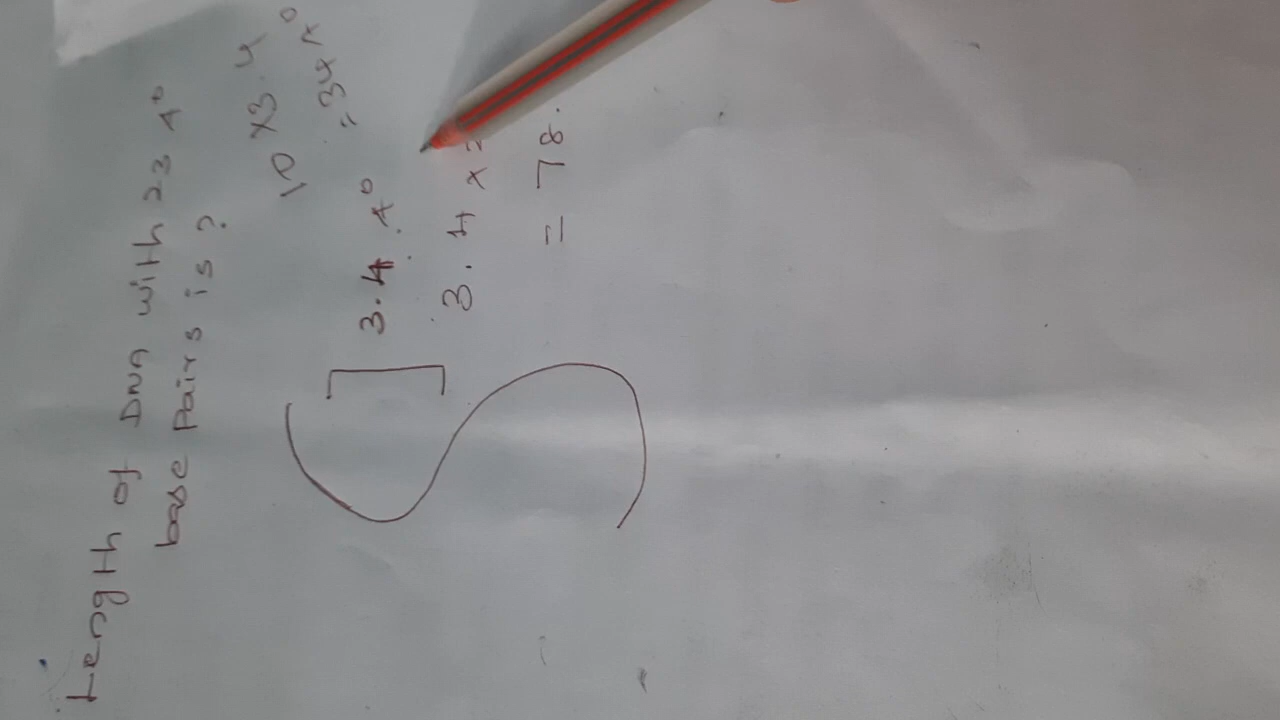 Length of DNA with 23 A°
base Pairs is ?
10 x 3.4
= 34 A°
3.4 A°
3.4 x 2
= 78.